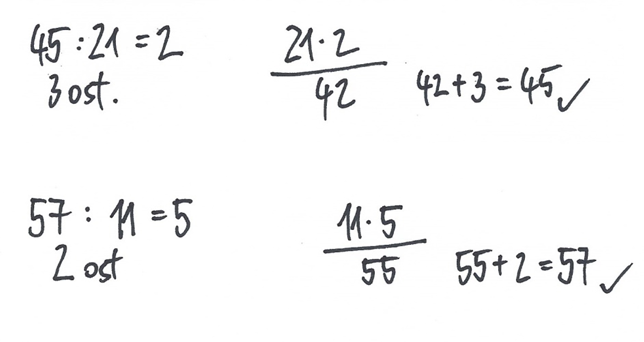 45 : 21 = 2
3 ost.
21 · 2
42
42 + 3 = 45 ✓
57 : 11 = 5
2 ost
11 · 5
55
55 + 2 = 57 ✓